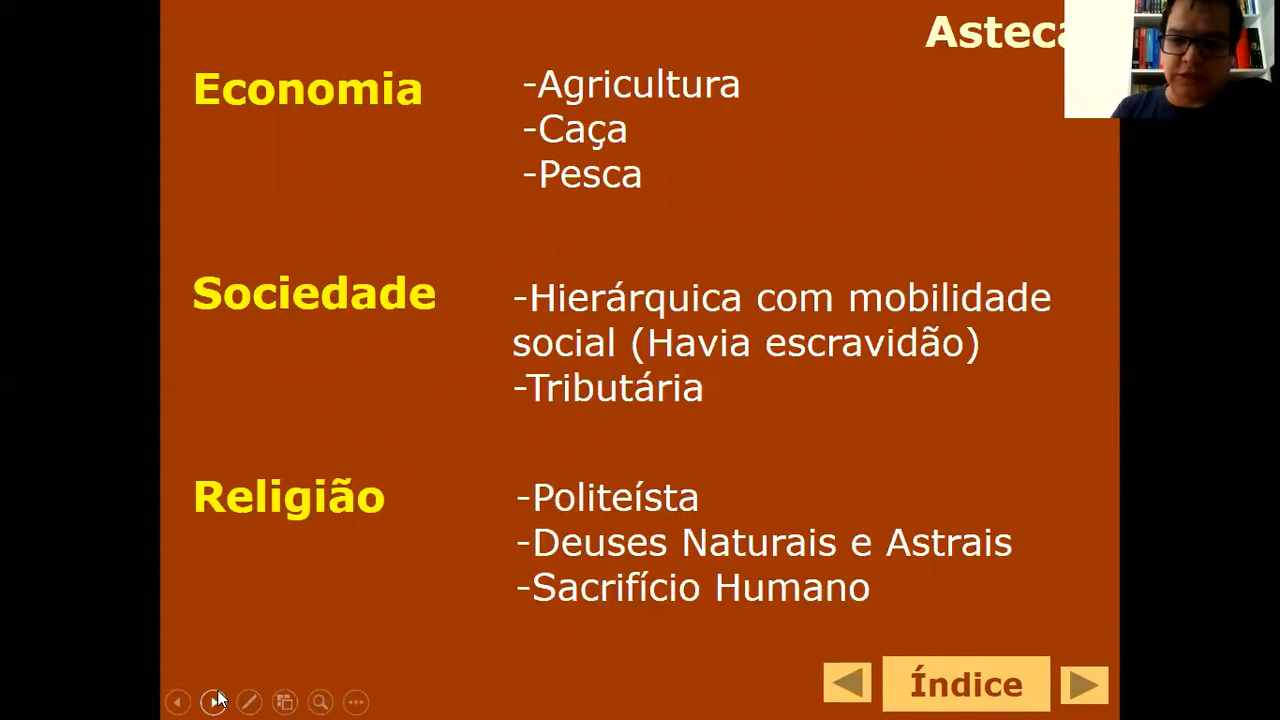 Asteca
Economia
-Agricultura
-Caça
-Pesca
Sociedade
-Hierárquica com mobilidade
social (Havia escravidão)
-Tributária
Religião
-Politeísta
-Deuses Naturais e Astrais
-Sacrifício Humano
Índice